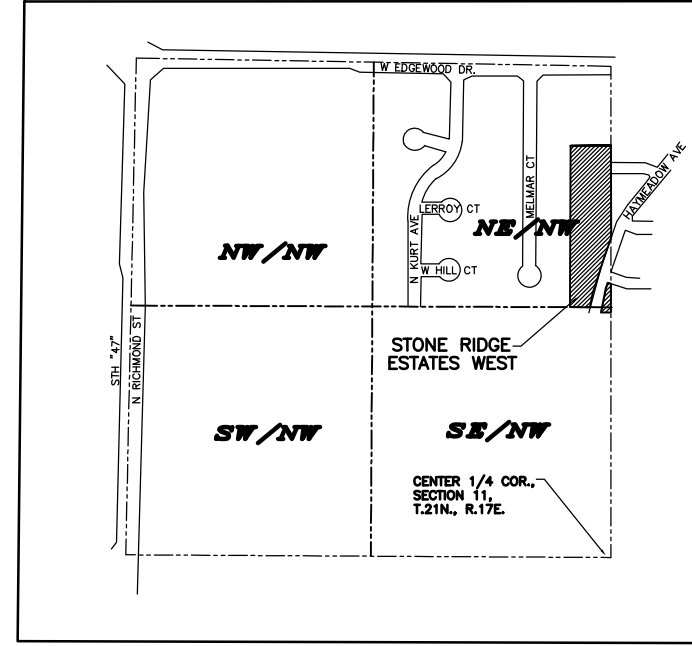 W EDGEWOOD DR.
HAYMEADOW AVE
MELMAR CT
LERROY CT
NE/NW
NW/NW
N KURT AVE
W HILL CT
STH "47"
N RICHMOND ST
STONE RIDGE
ESTATES WEST
SW/NW
SE/NW
CENTER 1/4 COR.,
SECTION 11,
T.21N., R.17E.